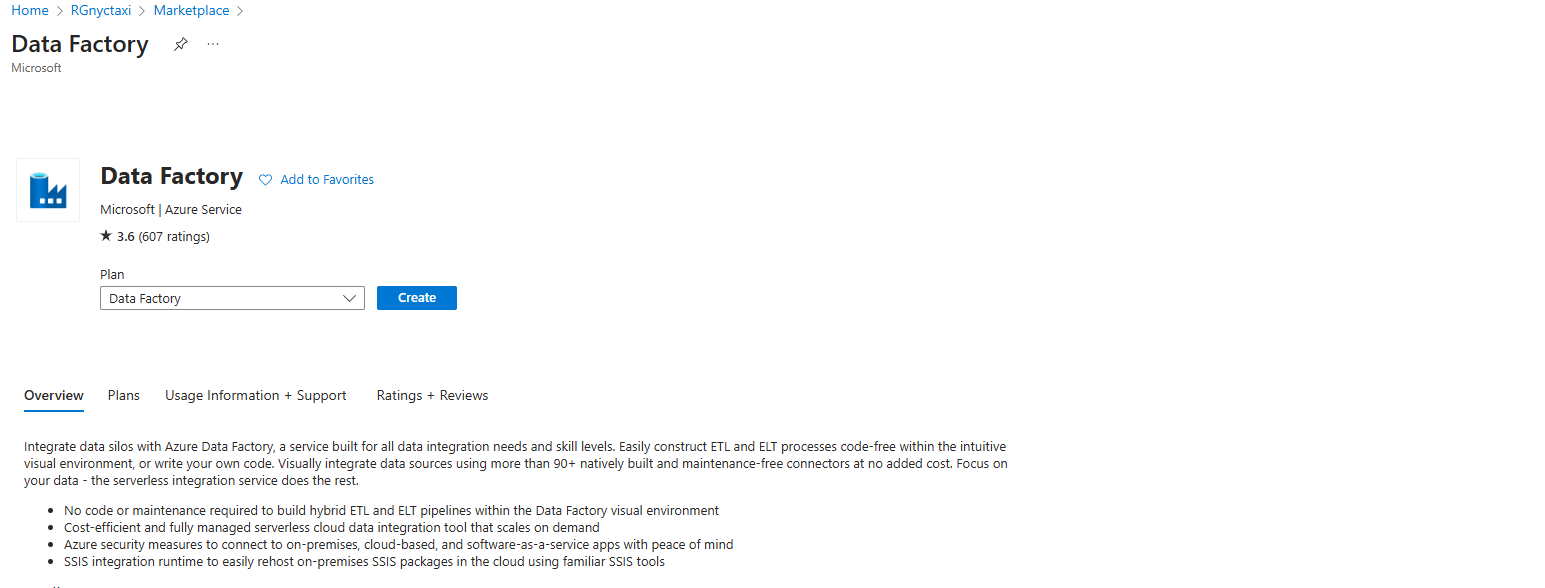 Home > RGnyctaxi > Marketplace >
Data Factory ...
Microsoft
Data Factory Add to Favorites
Microsoft | Azure Service
★ 3.6 (607 ratings)
Plan
Data Factory Create
Overview Plans Usage Information + Support Ratings + Reviews
Integrate data silos with Azure Data Factory, a service built for all data integration needs and skill levels. Easily construct ETL and ELT processes code-free within the intuitive
visual environment, or write your own code. Visually integrate data sources using more than 90+ natively built and maintenance-free connectors at no added cost. Focus on
your data - the serverless integration service does the rest.
• No code or maintenance required to build hybrid ETL and ELT pipelines within the Data Factory visual environment
• Cost-efficient and fully managed serverless cloud data integration tool that scales on demand
• Azure security measures to connect to on-premises, cloud-based, and software-as-a-service apps with peace of mind
• SSIS integration runtime to easily rehost on-premises SSIS packages in the cloud using familiar SSIS tools